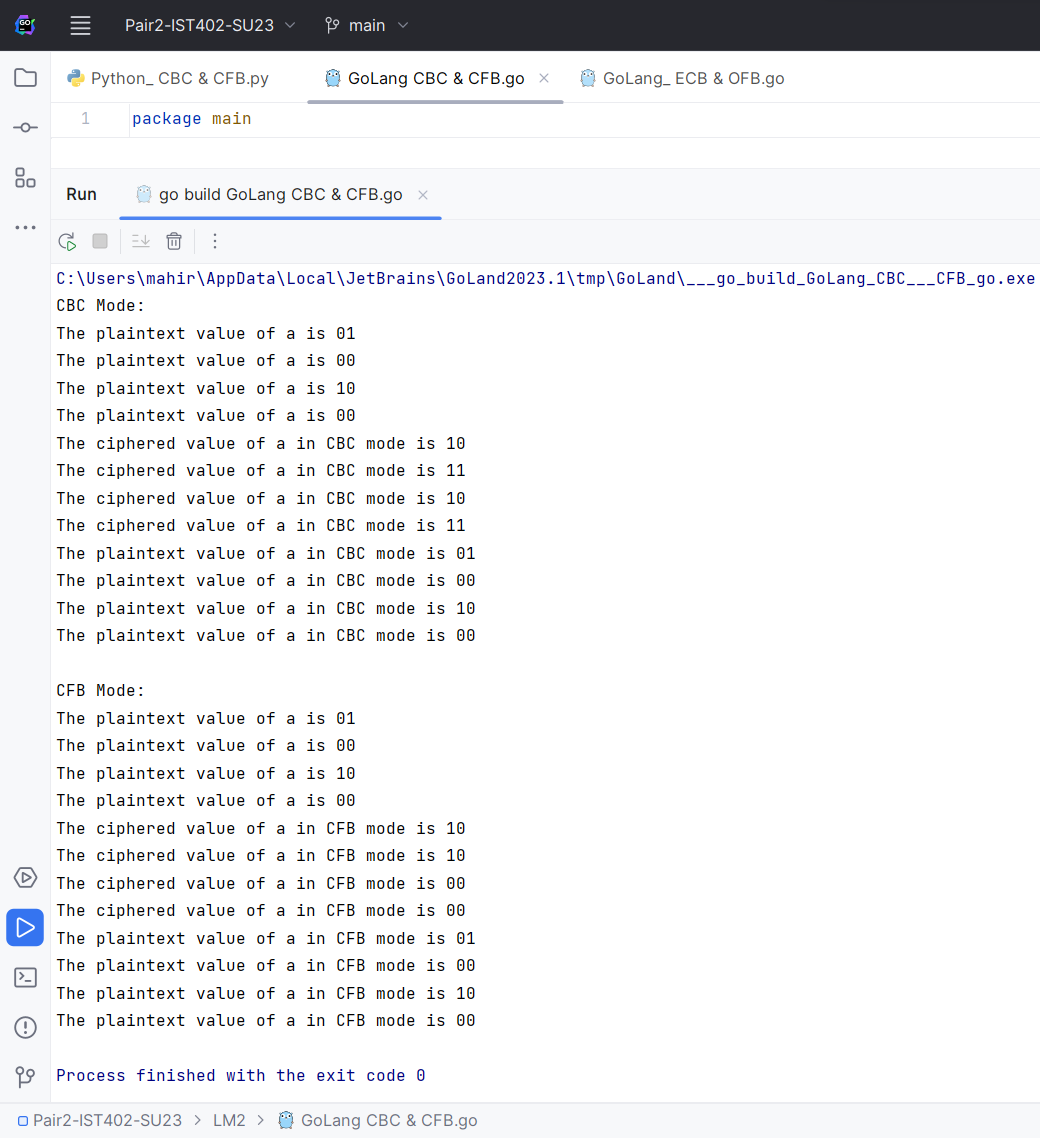 GO
Pair2-IST402-SU23 main
Python_ CBC & CFB.py GoLang CBC & CFB.go GoLang_ ECB & OFB.go
1 package main
Run go build GoLang CBC & CFB.go
C:\Users\mahir\AppData\Local\JetBrains\GoLand2023.1\tmp\GoLand\___go_build_GoLang_CBC___CFB_go.exe
CBC Mode:
The plaintext value of a is 01
The plaintext value of a is 00
The plaintext value of a is 10
The plaintext value of a is 00
The ciphered value of a in CBC mode is 10
The ciphered value of a in CBC mode is 11
The ciphered value of a in CBC mode is 10
The ciphered value of a in CBC mode is 11
The plaintext value of a in CBC mode is 01
The plaintext value of a in CBC mode is 00
The plaintext value of a in CBC mode is 10
The plaintext value of a in CBC mode is 00
CFB Mode:
The plaintext value of a is 01
The plaintext value of a is 00
The plaintext value of a is 10
The plaintext value of a is 00
The ciphered value of a in CFB mode is 10
The ciphered value of a in CFB mode is 10
The ciphered value of a in CFB mode is 00
The ciphered value of a in CFB mode is 00
The plaintext value of a in CFB mode is 01
The plaintext value of a in CFB mode is 00
The plaintext value of a in CFB mode is 10
The plaintext value of a in CFB mode is 00
Process finished with the exit code 0
Pair2-IST402-SU23 > LM2 > GoLang CBC & CFB.go